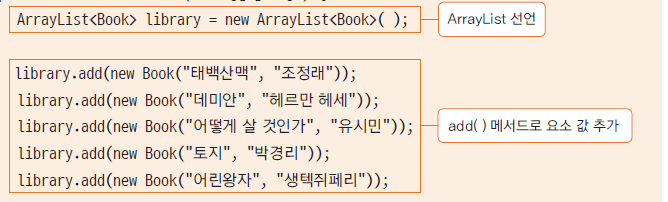 ArrayList<Book> library = new ArrayList<Book>( );
ArrayList 선언
library.add(new Book("태백산맥", "조정래"));
library.add(new Book("데미안", "헤르만 헤세"));
library.add(new Book("어떻게 살 것인가", "유시민"));
add( ) 메서드로 요소 값 추가
library.add(new Book("토지", "박경리"));
library.add(new Book("어린왕자", "생텍쥐페리"));